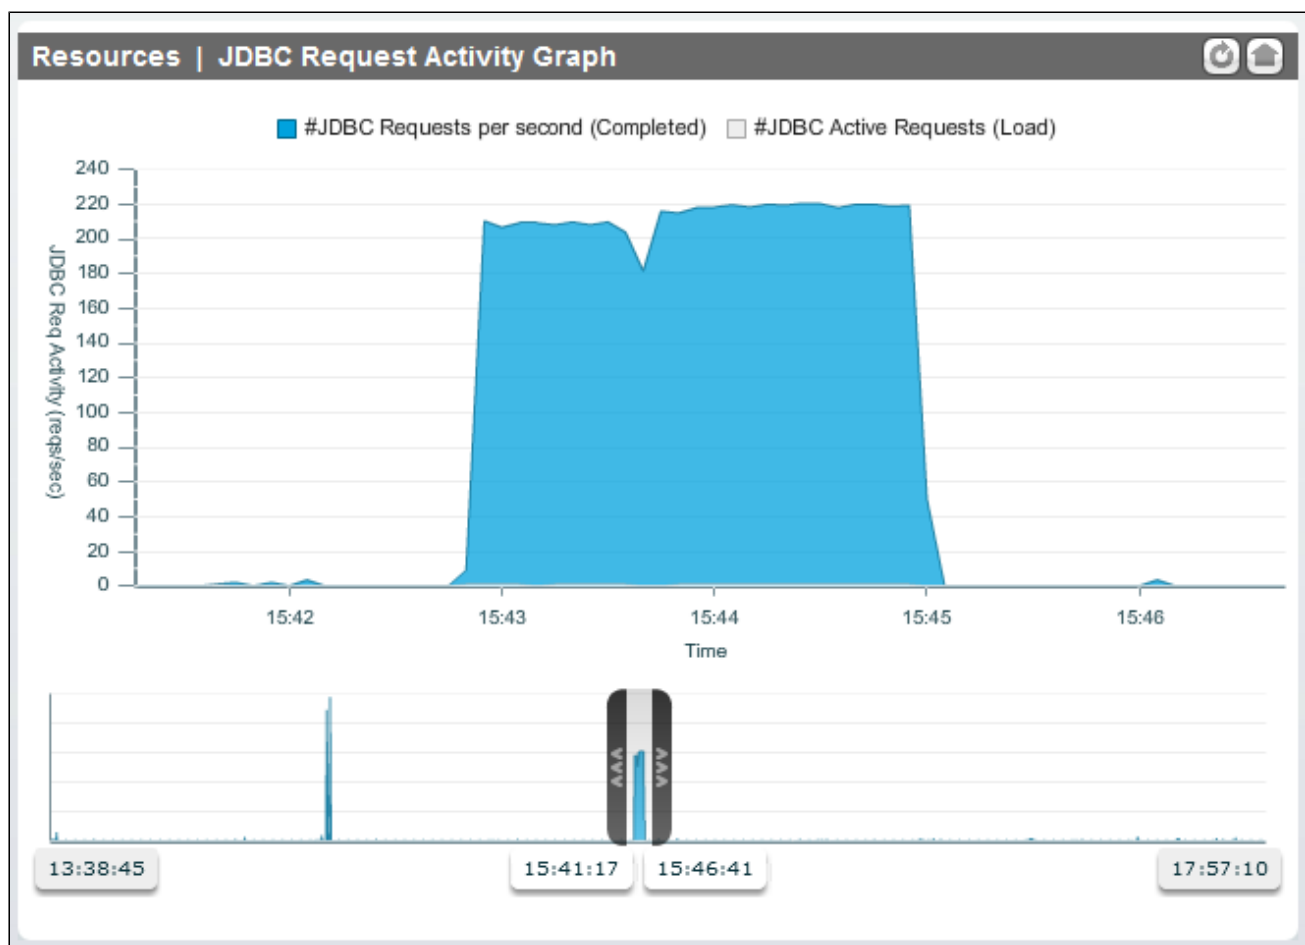 Resources | JDBC Request Activity Graph
#JDBC Requests per second (Completed) #JDBC Active Requests (Load)
240
220
200
180
160
140
120
100
80
60
40
20
0
JDBC Req Activity (reqs/sec)
15:42 15:43 15:44 15:45 15:46
Time
13:38:45 15:41:17 15:46:41 17:57:10